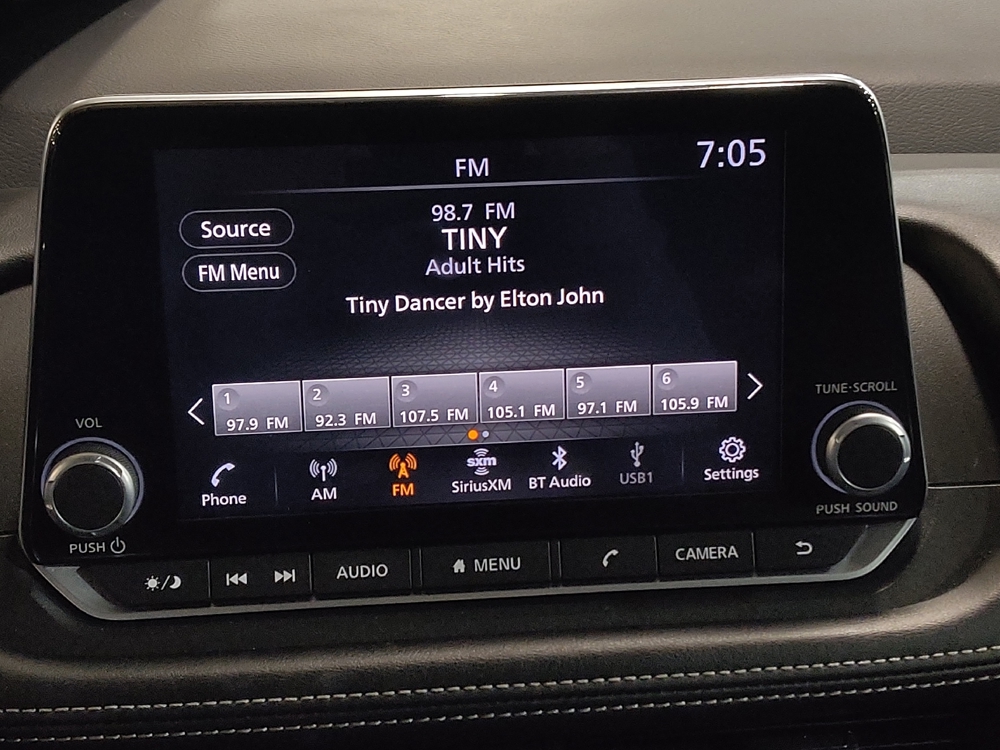 FM
7:05
Source
FM Menu
98.7 FM
TINY
Adult Hits
Tiny Dancer by Elton John
1
97.9 FM
2
92.3 FM
3
107.5 FM
4
105.1 FM
5
97.1 FM
6
105.9 FM
VOL
PUSH
TUNE·SCROLL
PUSH SOUND
Phone
AM
A
FM
sxm
SiriusXM
BT Audio
USB1
Settings
AUDIO
MENU
CAMERA